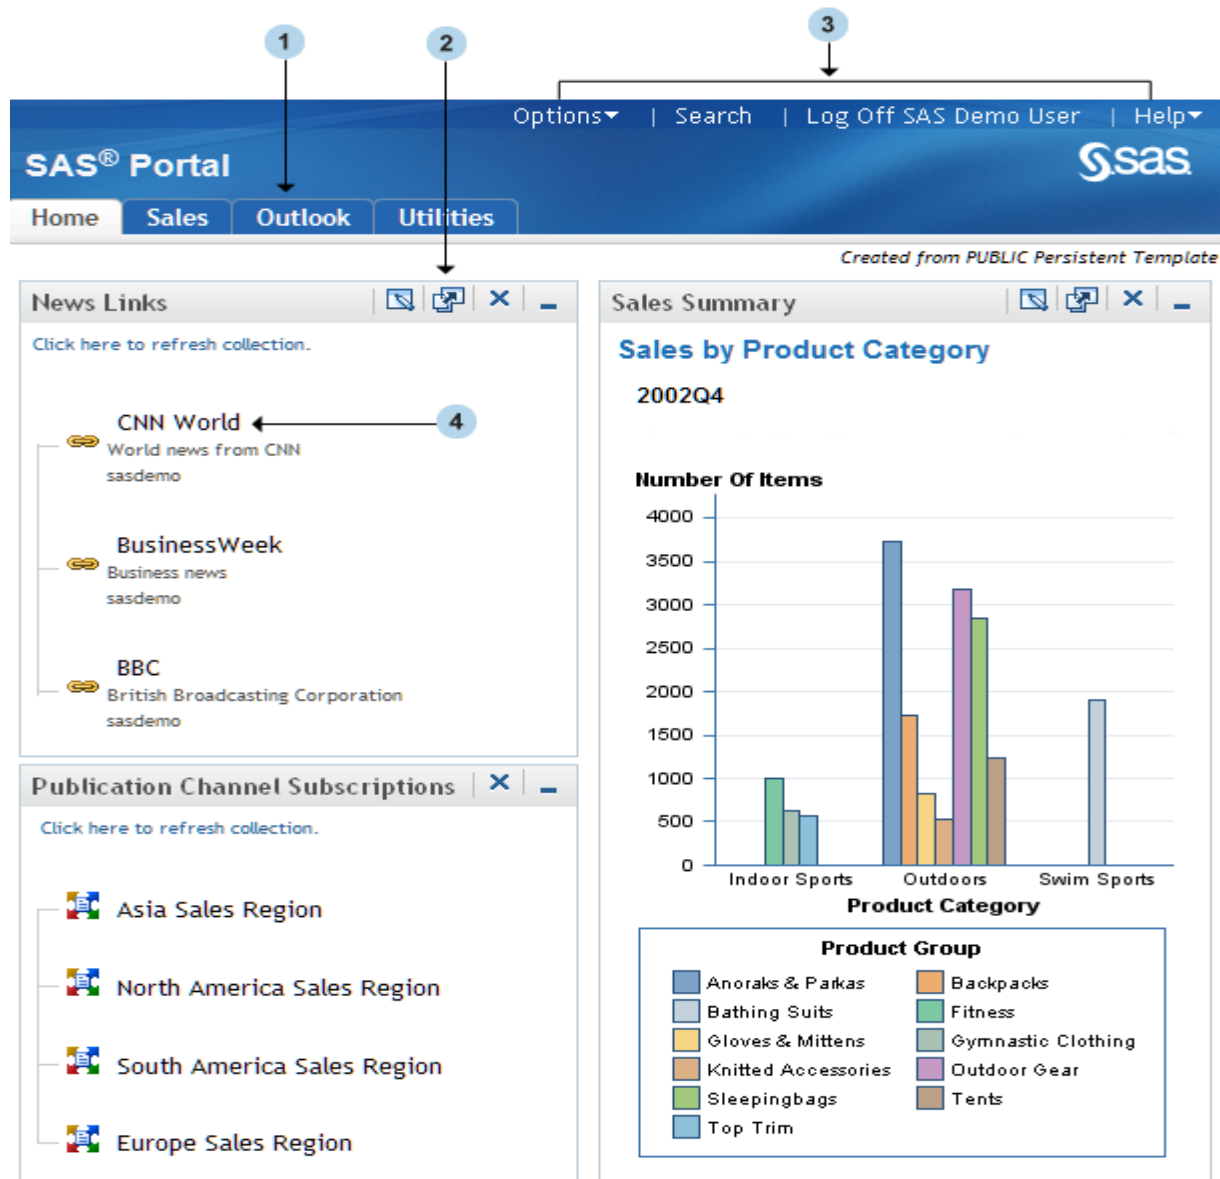 1
2
3
Options | Search | Log Off SAS Demo User | Help
SAS® Portal
sas
Home Sales Outlook Utilities
Created from PUBLIC Persistent Template
News Links
Click here to refresh collection.
CNN World
4
World news from CNN
sasdemo
BusinessWeek
Business news
sasdemo
BBC
British Broadcasting Corporation
sasdemo
Publication Channel Subscriptions
Click here to refresh collection.
Asia Sales Region
North America Sales Region
South America Sales Region
Europe Sales Region
Sales Summary
Sales by Product Category
2002Q4
Number Of Items
4000
3500
3000
2500
2000
1500
1000
500
0
Indoor Sports Outdoors Swim Sports
Product Category
Product Group
Anoraks & Parkas Backpacks
Bathing Suits Fitness
Gloves & Mittens Gymnastic Clothing
Knitted Accessories Outdoor Gear
Sleepingbags Tents
Top Trim